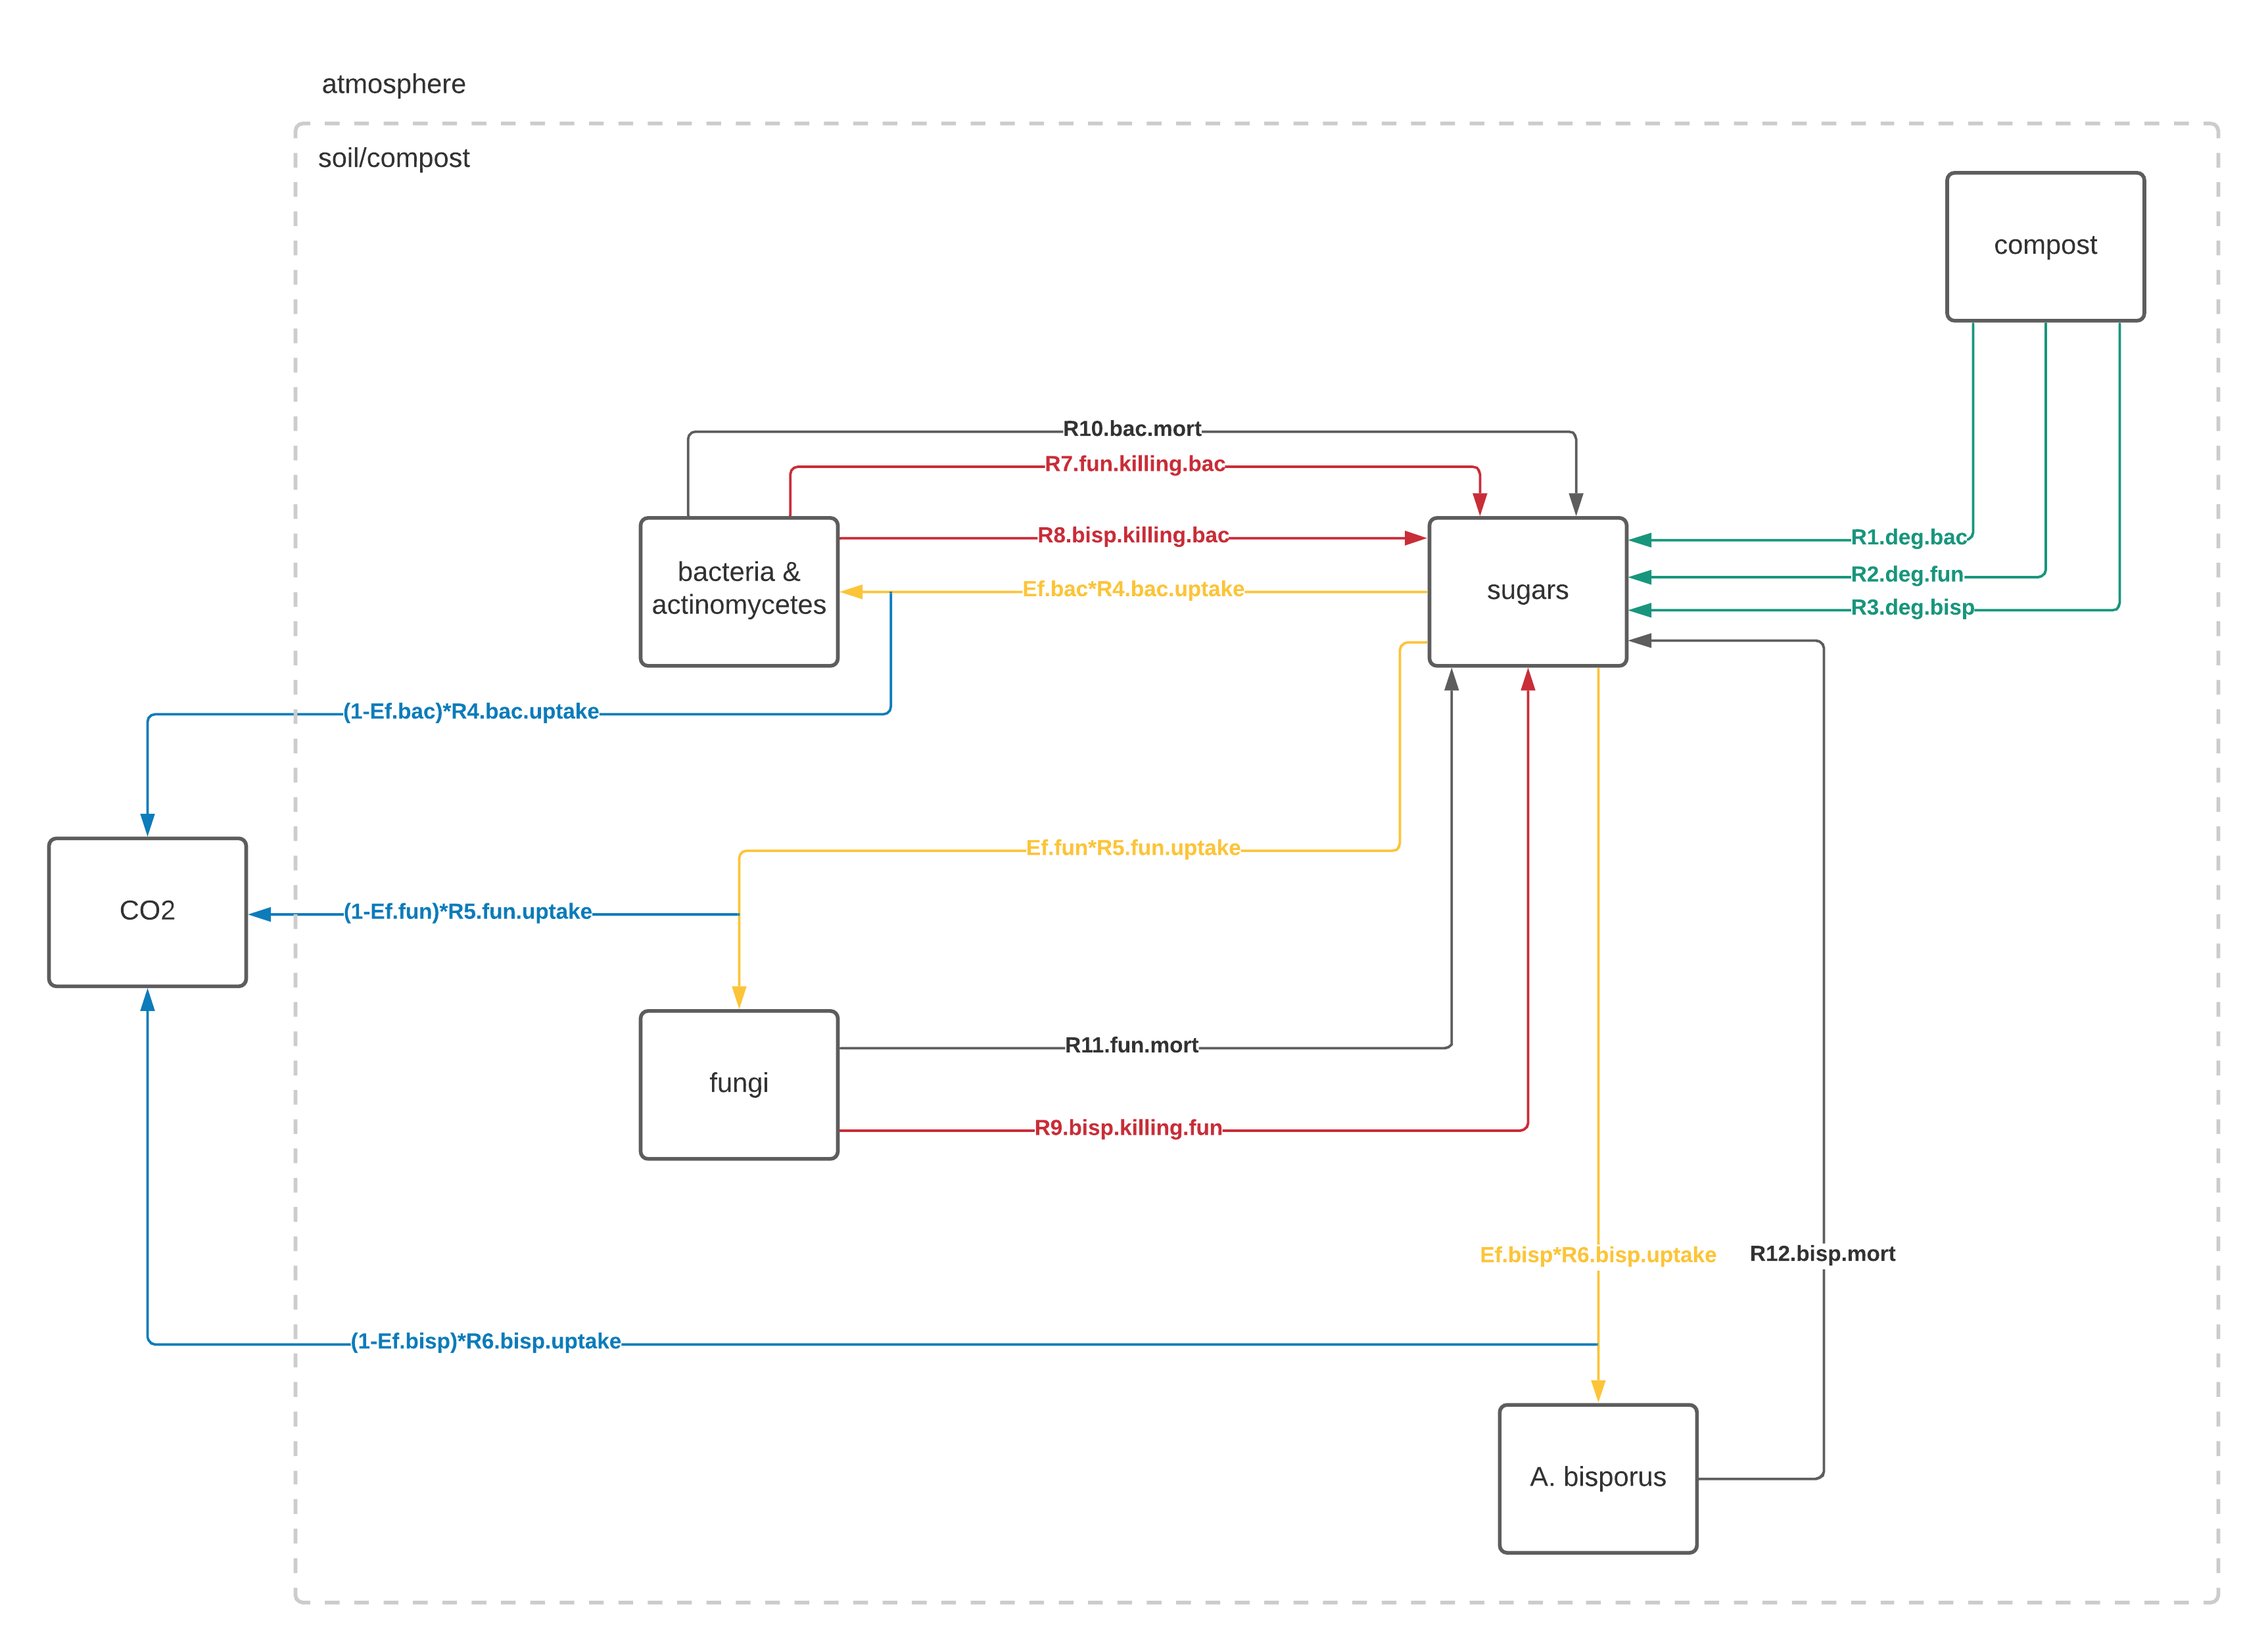 atmosphere
soil/compost
compost
R10.bac.mort
R7.fun.killing.bac
R8.bisp.killing.bac
R1.deg.bac
bacteria &
actinomycetes
Ef.bac*R4.bac.uptake
sugars
R2.deg.fun
R3.deg.bisp
(1-Ef.bac)*R4.bac.uptake
Ef.fun*R5.fun.uptake
CO2
(1-Ef.fun)*R5.fun.uptake
R11.fun.mort
fungi
R9.bisp.killing.fun
Ef.bisp*R6.bisp.uptake
R12.bisp.mort
(1-Ef.bisp)*R6.bisp.uptake
A. bisporus